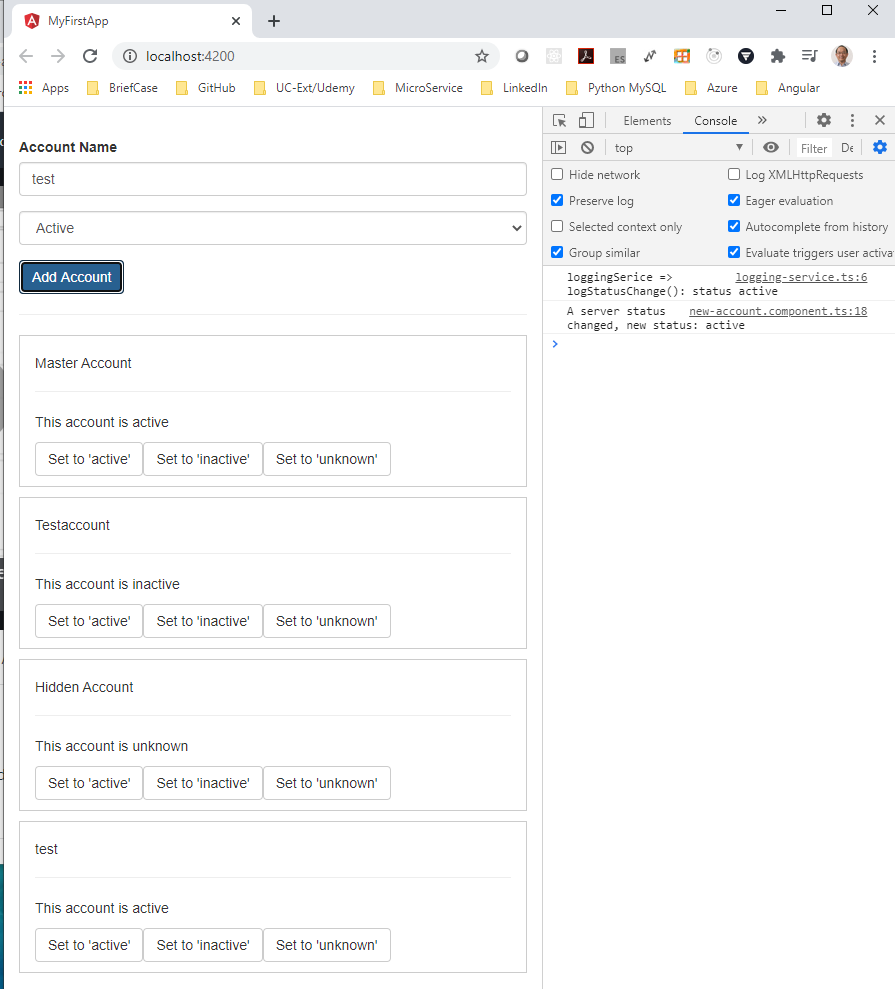 MyFirstApp
localhost:4200
ES
Apps BriefCase GitHub UC-Ext/Udemy MicroService LinkedIn Python MySQL Azure Angular
Account Name
test
Active
Add Account
Master Account
This account is active
Set to 'active' Set to 'inactive' Set to 'unknown'
Testaccount
This account is inactive
Set to 'active' Set to 'inactive' Set to 'unknown'
Hidden Account
This account is unknown
Set to 'active' Set to 'inactive' Set to 'unknown'
test
This account is active
Set to 'active' Set to 'inactive' Set to 'unknown'
Elements Console »
top Filter De
Hide network Log XMLHttpRequests
Preserve log Eager evaluation
Selected context only Autocomplete from history
Group similar Evaluate triggers user activa
loggingSerice => logging-service.ts:6
logStatusChange(): status active
A server status new-account.component.ts:18
changed, new status: active